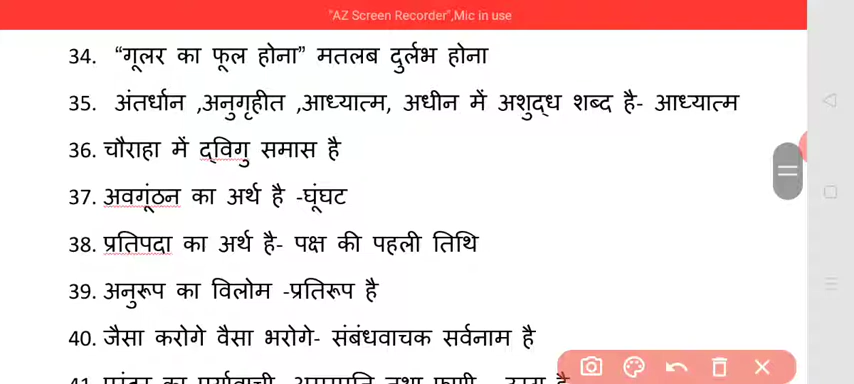 "AZ Screen Recorder",Mic in use
34. “गूलर का फूल होना” मतलब दुर्लभ होना
35. अंतर्धान ,अनुगृहीत ,आध्यात्म, अधीन में अशुद्ध शब्द है- आध्यात्म
36. चौराहा में द्विगु समास है
37. अवगूंठन का अर्थ है -घूंघट
38. प्रतिपदा का अर्थ है- पक्ष की पहली तिथि
39. अनुरूप का विलोम -प्रतिरूप है
40. जैसा करोगे वैसा भरोगे- संबंधवाचक सर्वनाम है